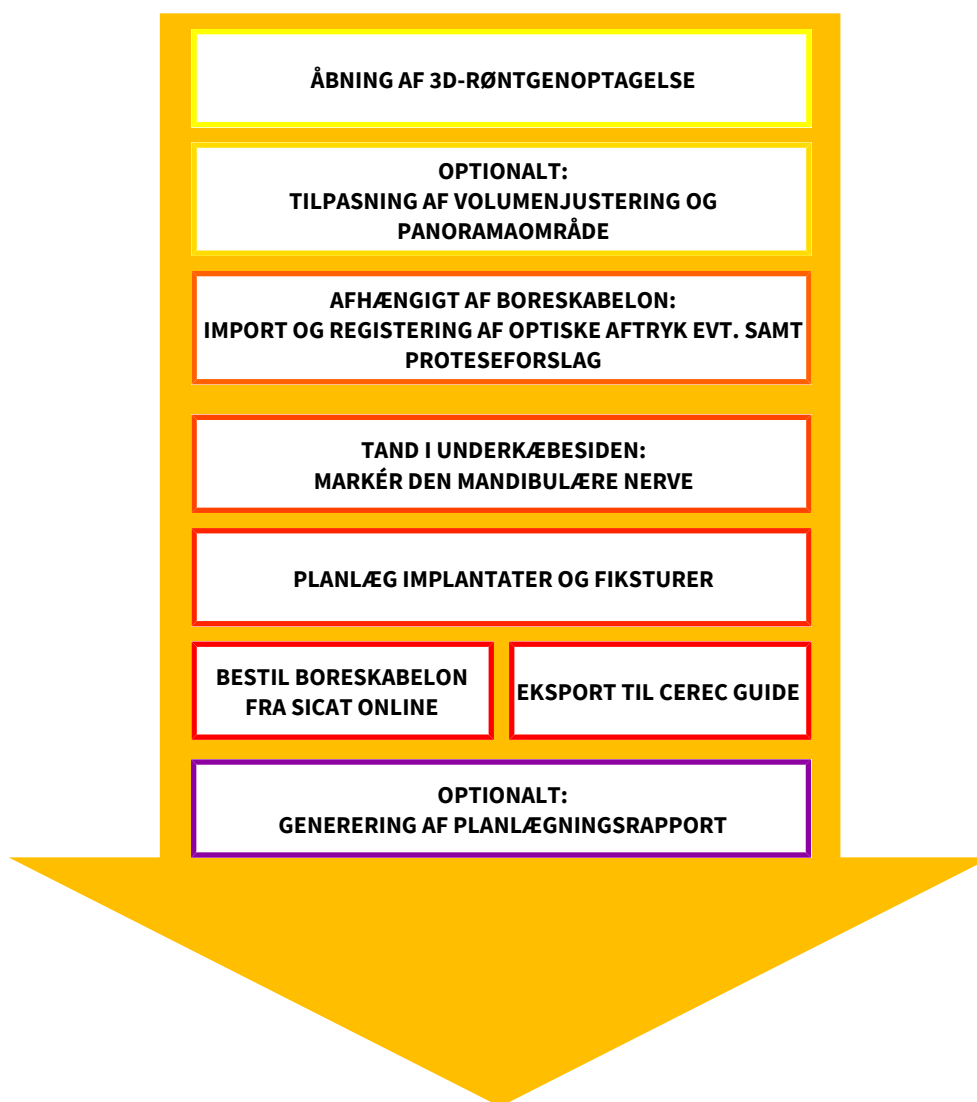 ÅBNING AF 3D-RØNTGENOPTAGELSE
OPTIONALT:
TILPASNING AF VOLUMENJUSTERING OG
PANORAMAOMRÅDE
AFHÆNGIGT AF BORESKABELON:
IMPORT OG REGISTERING AF OPTISKE AFTRYK EVT. SAMT
PROTESEFORSLAG
TAND I UNDERKÆBESIDEN:
MARKÉR DEN MANDIBULÆRE NERVE
PLANLÆG IMPLANTATER OG FIKSTURER
BESTIL BORESKABELON
FRA SICAT ONLINE
EKSPORT TIL CEREC GUIDE
OPTIONALT:
GENERERING AF PLANLÆGNINGSRAPPORT